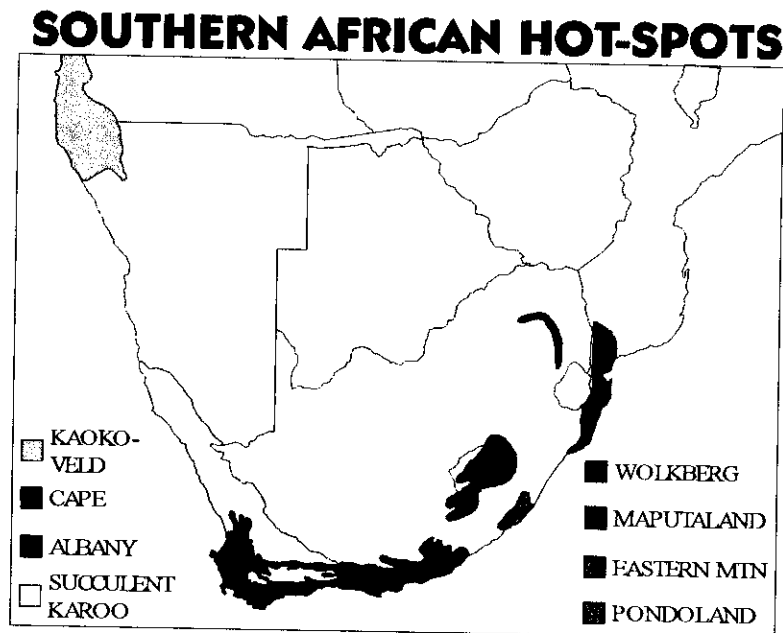 SOUTHERN AFRICAN HOT-SPOTS
KAOKO-
VELD
CAPE
ALBANY
SUCCULENT
KAROO
WOLKBERG
MAPUTALAND
EASTERN MTN
PONDOLAND